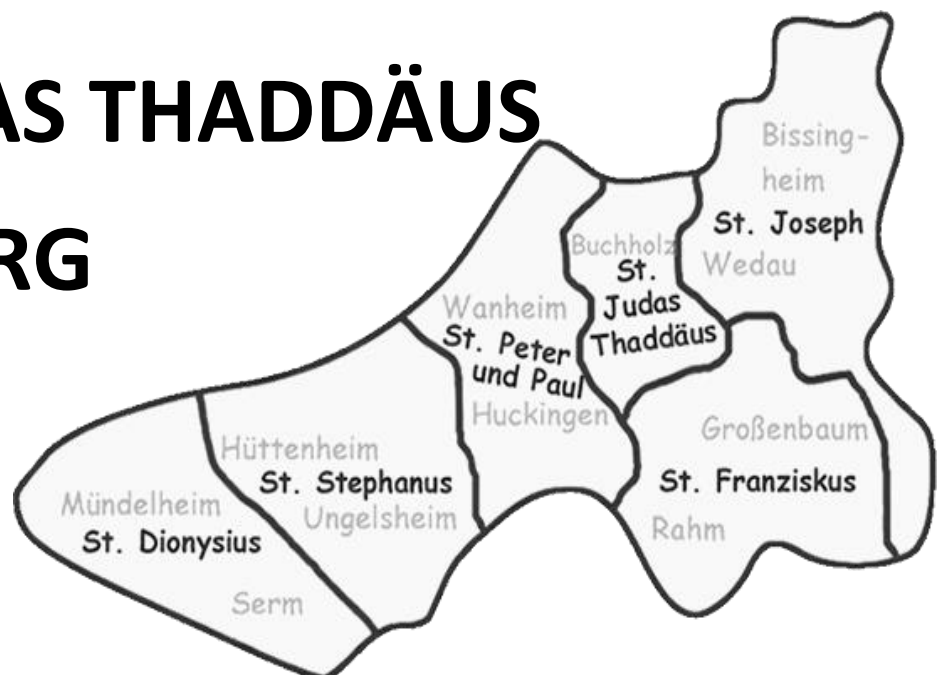 AS THADDÄUS
RG
Bissing-
heim
St. Joseph
Wedau
Buchholz
St.
Judas
Thaddäus
Wanheim
St. Peter
und Paul
Huckingen
Großenbaum
St. Franziskus
Rahm
Hüttenheim
St. Stephanus
Ungelsheim
Mündelheim
St. Dionysius
Serm